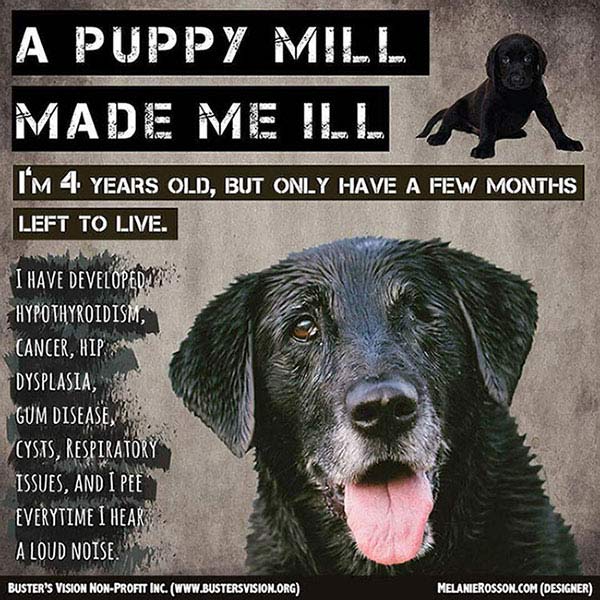 A PUPPY MILL
MADE ME ILL
I'M 4 YEARS OLD, BUT ONLY HAVE A FEW MONTHS
LEFT TO LIVE.
I HAVE DEVELOPED
HYPOTHYROIDISM,
CANCER, HIP
DYSPLASIA,
GUM DISEASE,
CYSTS, RESPIRATORY
ISSUES, AND I PEE
EVERYTIME I HEAR
A LOUD NOISE.
BUSTER'S VISION NON-PROFIT INC. (WWW.BUSTERSVISION.ORG)
MELANIEROSSON.COM (DESIGNER)